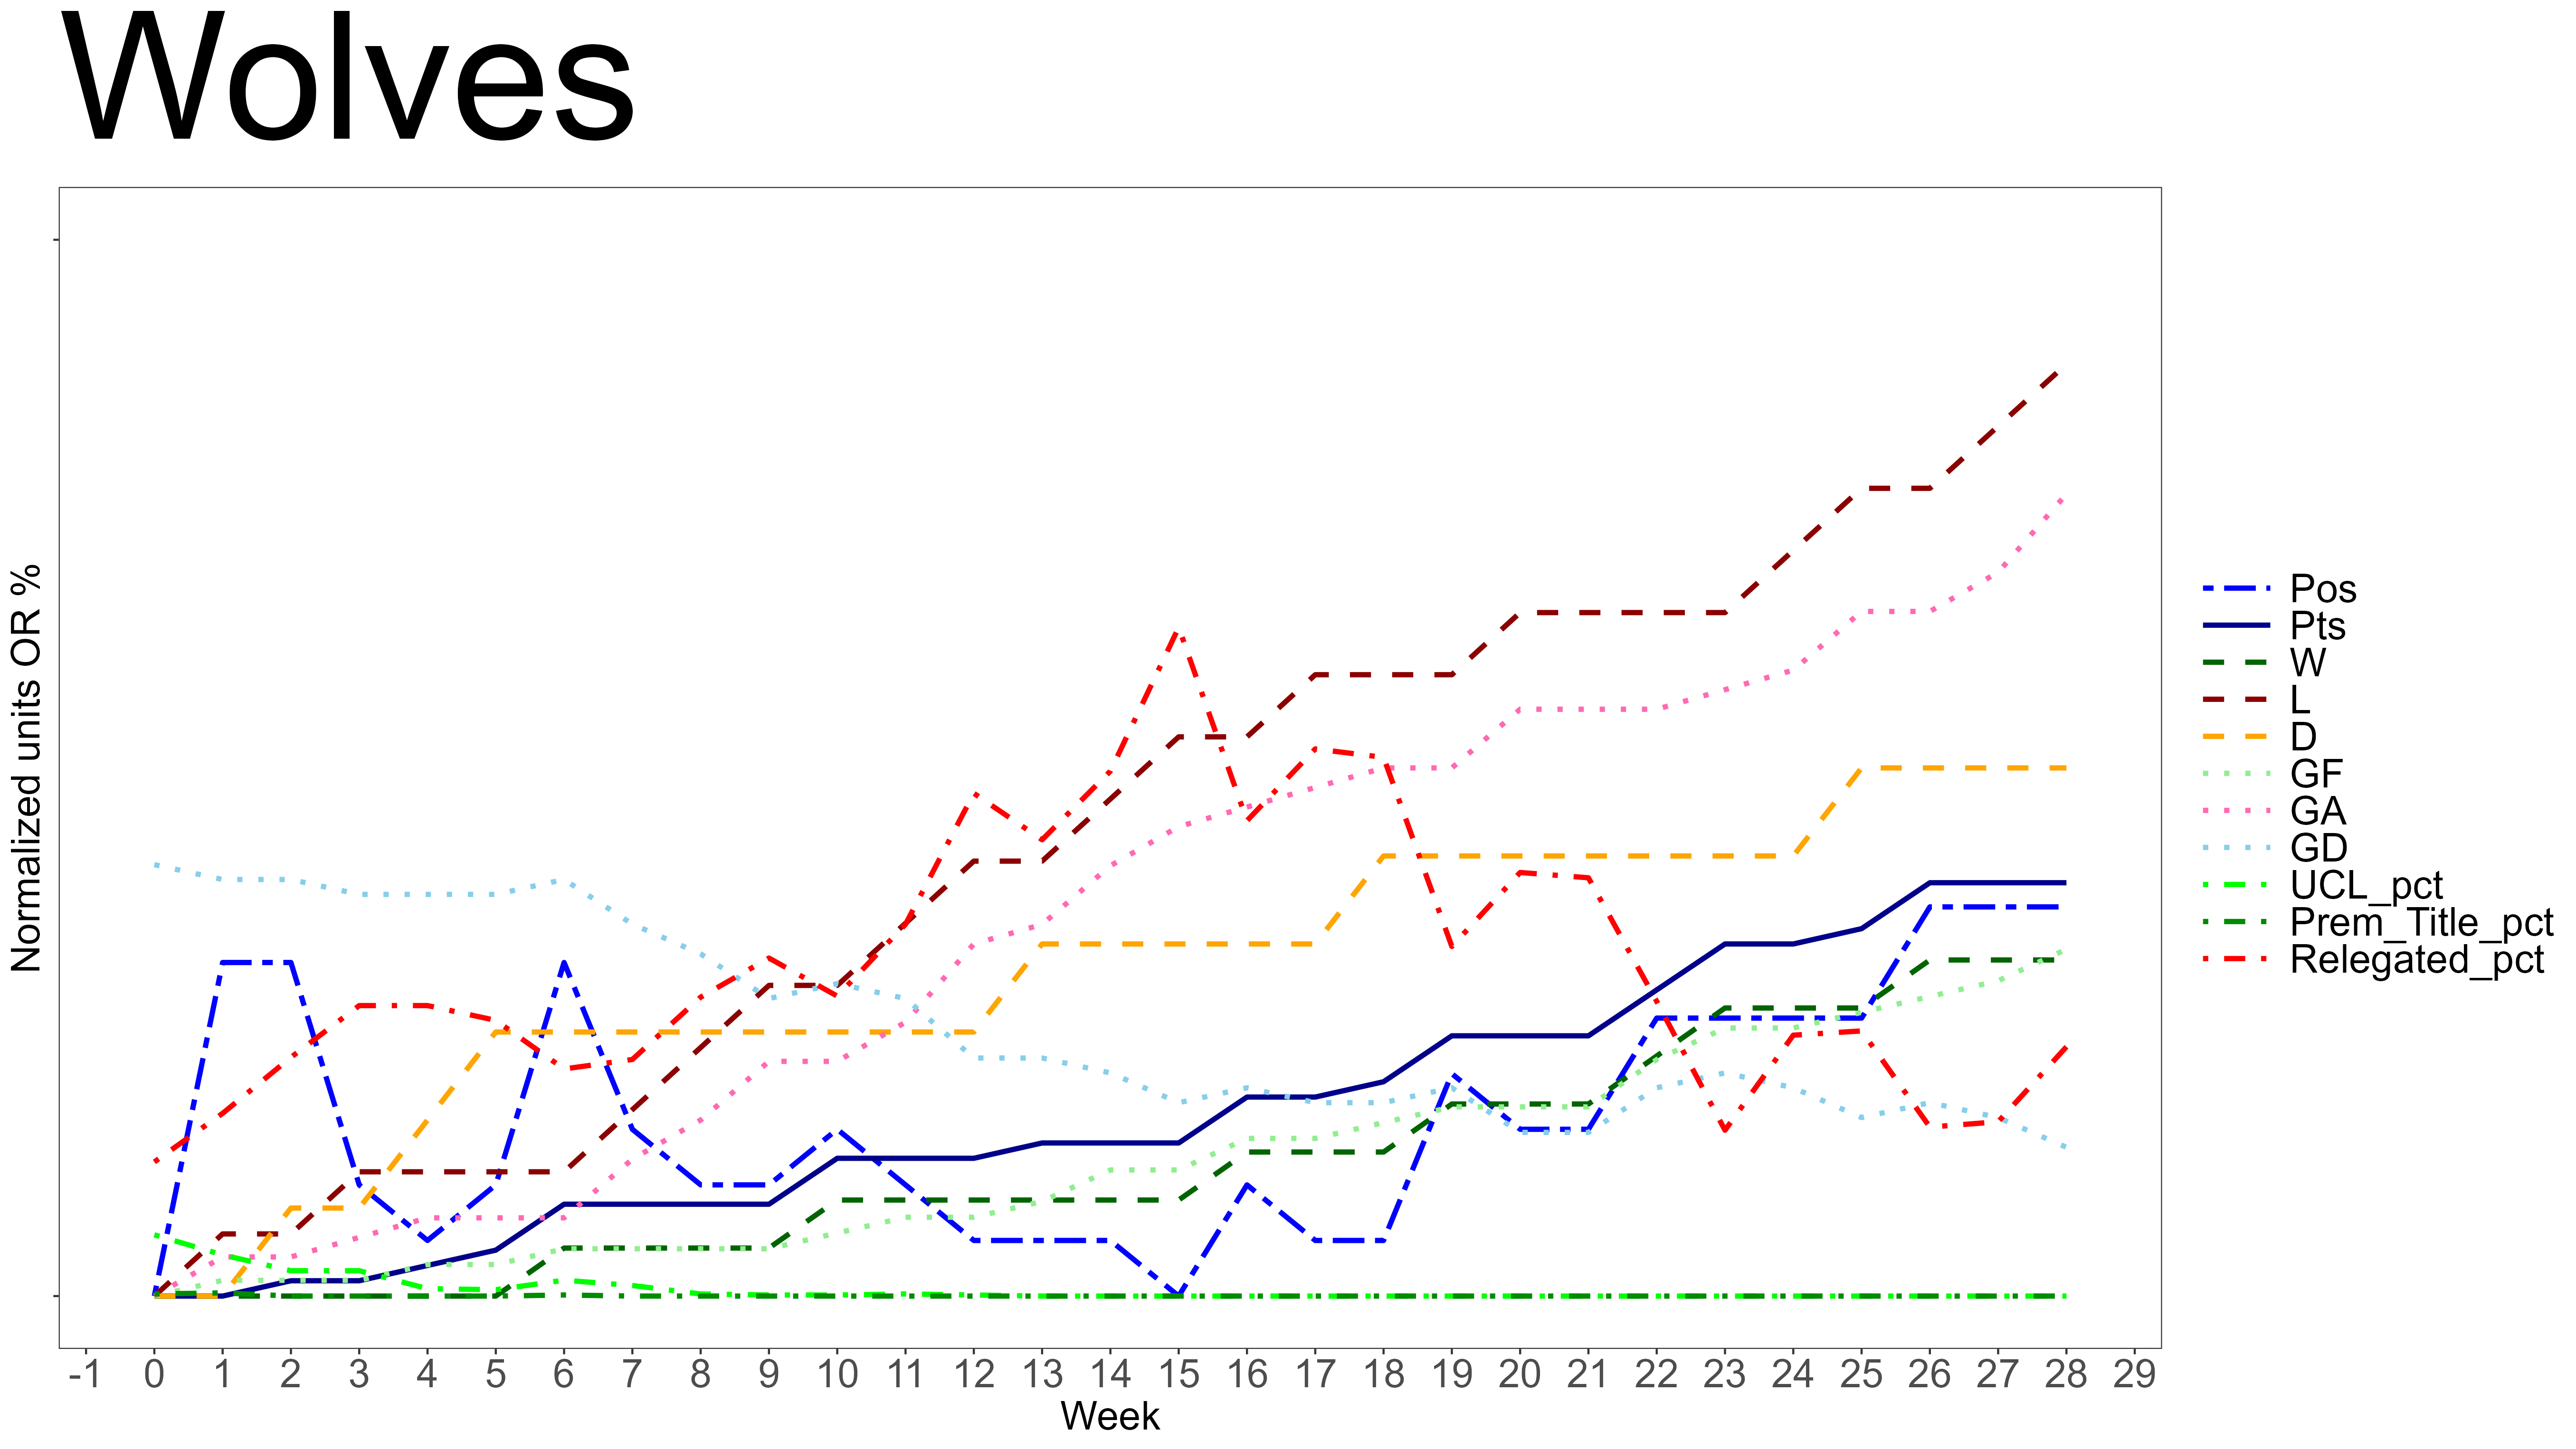 Wolves
Normalized units OR %
-1 0 1 2 3 4 5 6 7 8 9 10 11 12 13 14 15 16 17 18 19 20 21 22 23 24 25 26 27 28 29
Week
Pos
Pts
W
L
D
GF
GA
GD
UCL_pct
Prem_Title_pct
Relegated_pct